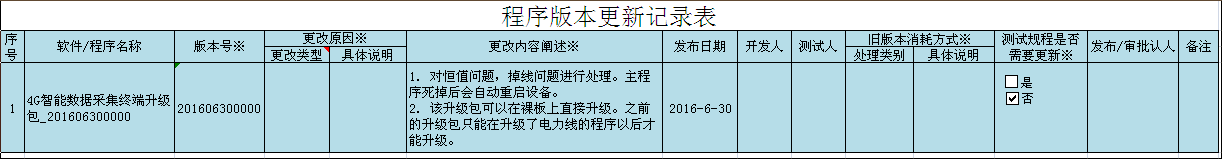 程序版本更新记录表
序号 软件/程序名称 版本号※ 更改原因※ 更改内容阐述※ 发布日期 开发人 测试人 旧版本消耗方式※ 测试规程是否需要更新※ 发布/审批认人 备注
更改类型 具体说明 处理类别 具体说明
1 4G智能数据采集终端升级包_201606300000 201606300000
1. 对恒值问题，掉线问题进行处理。主程
序死掉后会自动重启设备。
2. 该升级包可以在裸板上直接升级。之前
的升级包只能在升级了电力线的程序以后才
能升级。
2016-6-30
是
否